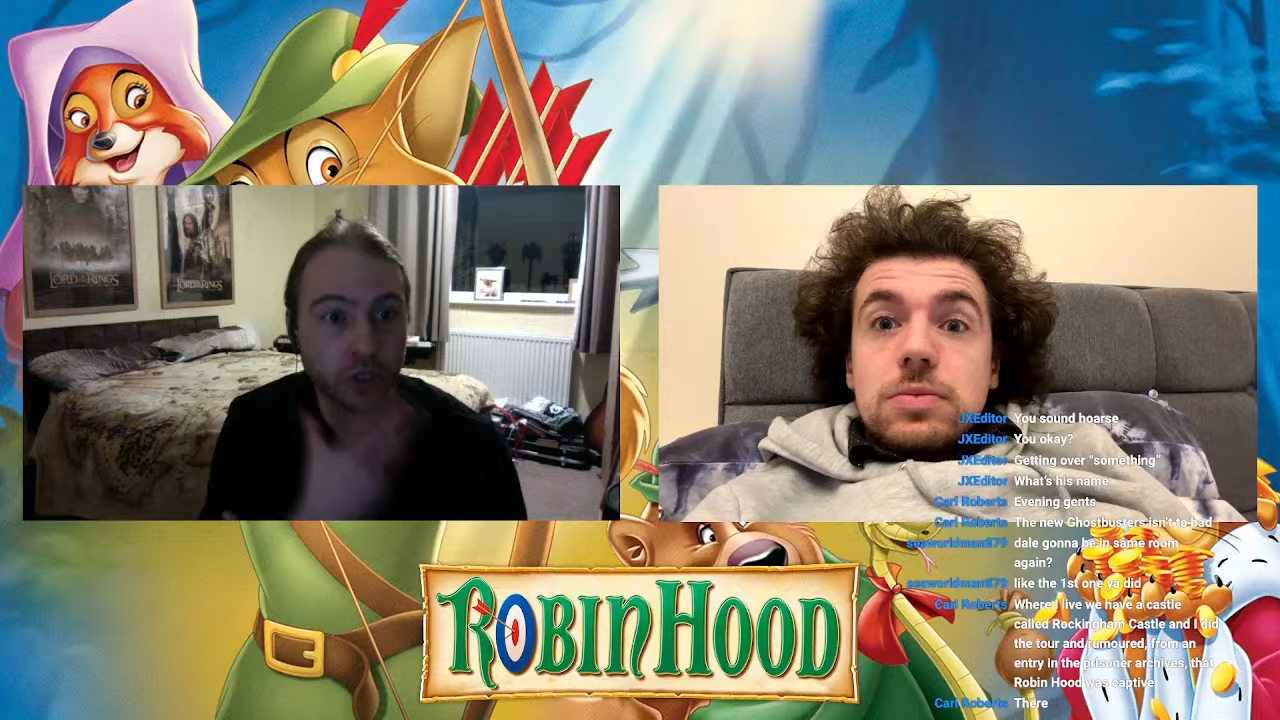 THE
LORD OF THE RINGS
THE
LORD OF THE RINGS
JXEditor You sound hoarse
JXEditor You okay?
JXEditor Getting over “something”
JXEditor What's his name
Carl Roberts Evening gents
Carl Roberts The new Ghostbusters isn't to bad
seaworldman879 dale gonna be in same room
again?
seaworldman879 like the 1st one ya did
Carl Roberts Where I live we have a castle
called Rockingham Castle and I did
the tour and rumoured, from an
entry in the prisoner archives, that
Robin Hood was captive
Carl Roberts There
ROBIN HOOD